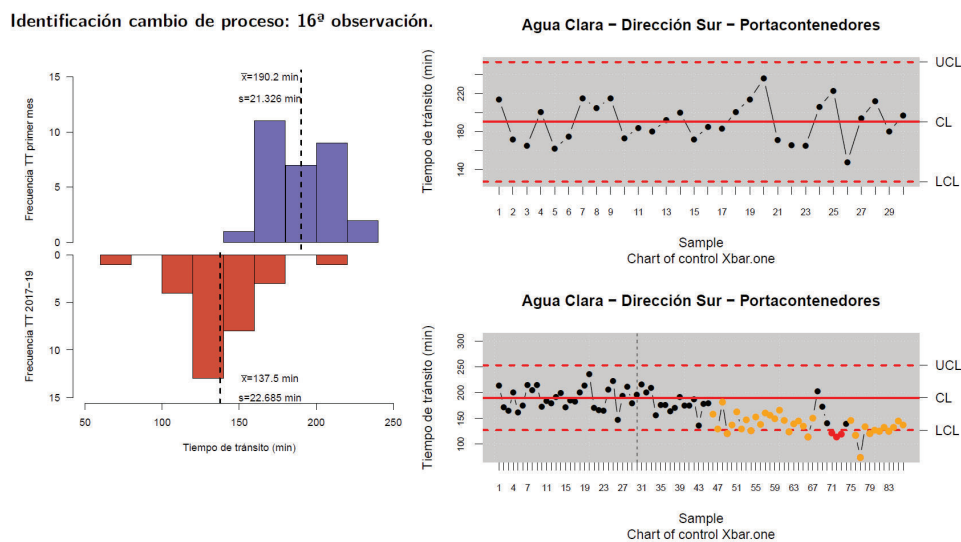 Identificación cambio de proceso: 16ª observación.
Frecuencia TT primer mes
15
10
5
0
x̅=190.2 min
s=21.326 min
Frecuencia TT 2017−19
0
5
10
15
x̅=137.5 min
s=22.685 min
50 100 150 200 250
Tiempo de tránsito (min)
Agua Clara − Dirección Sur − Portacontenedores
Tiempo de tránsito (min)
220
180
140
UCL
CL
LCL
1 2 3 4 5 6 7 8 9 11 13 15 17 19 21 23 25 27 29
Sample
Chart of control Xbar.one
Agua Clara − Dirección Sur − Portacontenedores
Tiempo de tránsito (min)
300
250
200
150
100
UCL
CL
LCL
1 4 7 11 15 19 23 27 31 35 39 43 47 51 55 59 63 67 71 75 79 83
Sample
Chart of control Xbar.one